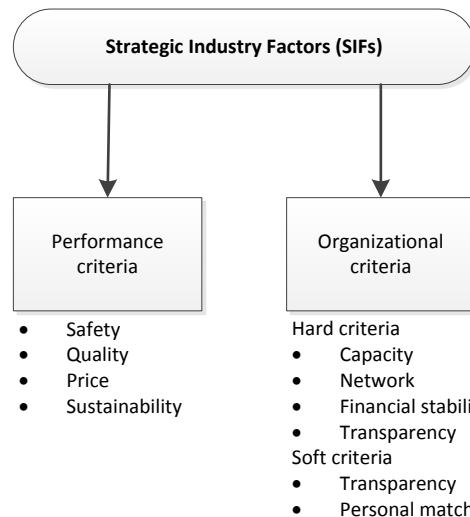 Strategic Industry Factors (SIFs)
Performance
criteria
• Safety
• Quality
• Price
• Sustainability
Organizational
criteria
Hard criteria
• Capacity
• Network
• Financial stabili
• Transparency
Soft criteria
• Transparency
• Personal match